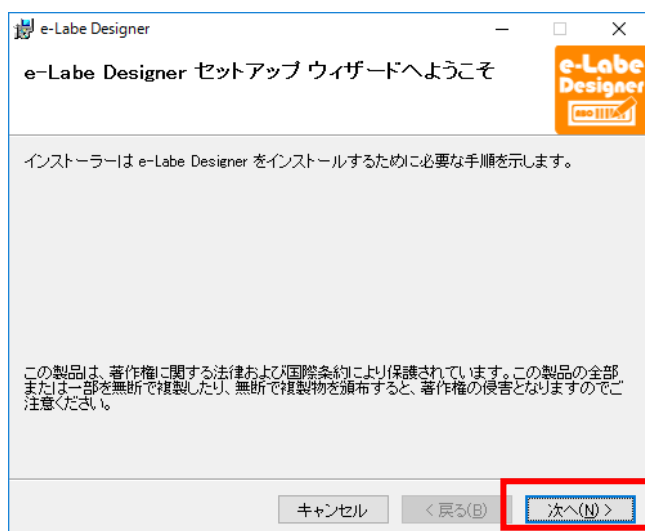 e-Labe Designer
e-Labe Designer セットアップ ウィザードへようこそ
e-Labe
Designer
ABC
インストーラーは e-Labe Designer をインストールするために必要な手順を示します。
この製品は、著作権に関する法律および国際条約により保護されています。この製品の全部
または一部を無断で複製したり、無断で複製物を頒布すると、著作権の侵害となりますのでご
注意ください。
キャンセル
< 戻る(B)
次へ(N) >